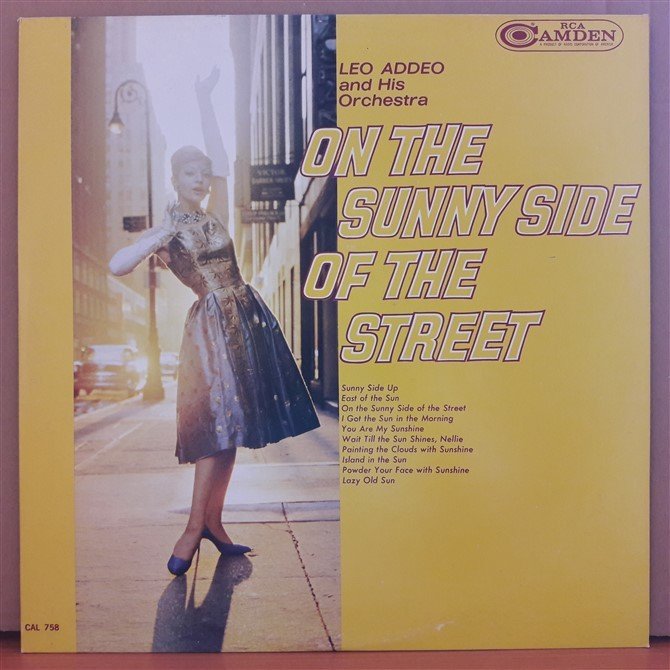 RCA
CAMDEN
LEO ADDEO
and His
Orchestra
ON THE
SUNNY SIDE
OF THE
STREET
Sunny Side Up
East of the Sun
On the Sunny Side of the Street
I Got the Sun in the Morning
You Are My Sunshine
Wait Till the Sun Shines, Nellie
Painting the Clouds with Sunshine
Island in the Sun
Powder Your Face with Sunshine
Lazy Old Sun
VICTOR
CAL 758